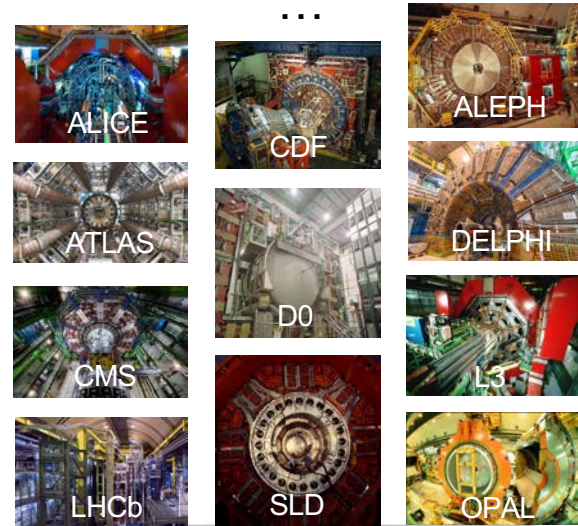 ...
ALICE
ATLAS
CMS
LHCb
CDF
D0
SLD
ALEPH
DELPHI
L3
OPAL